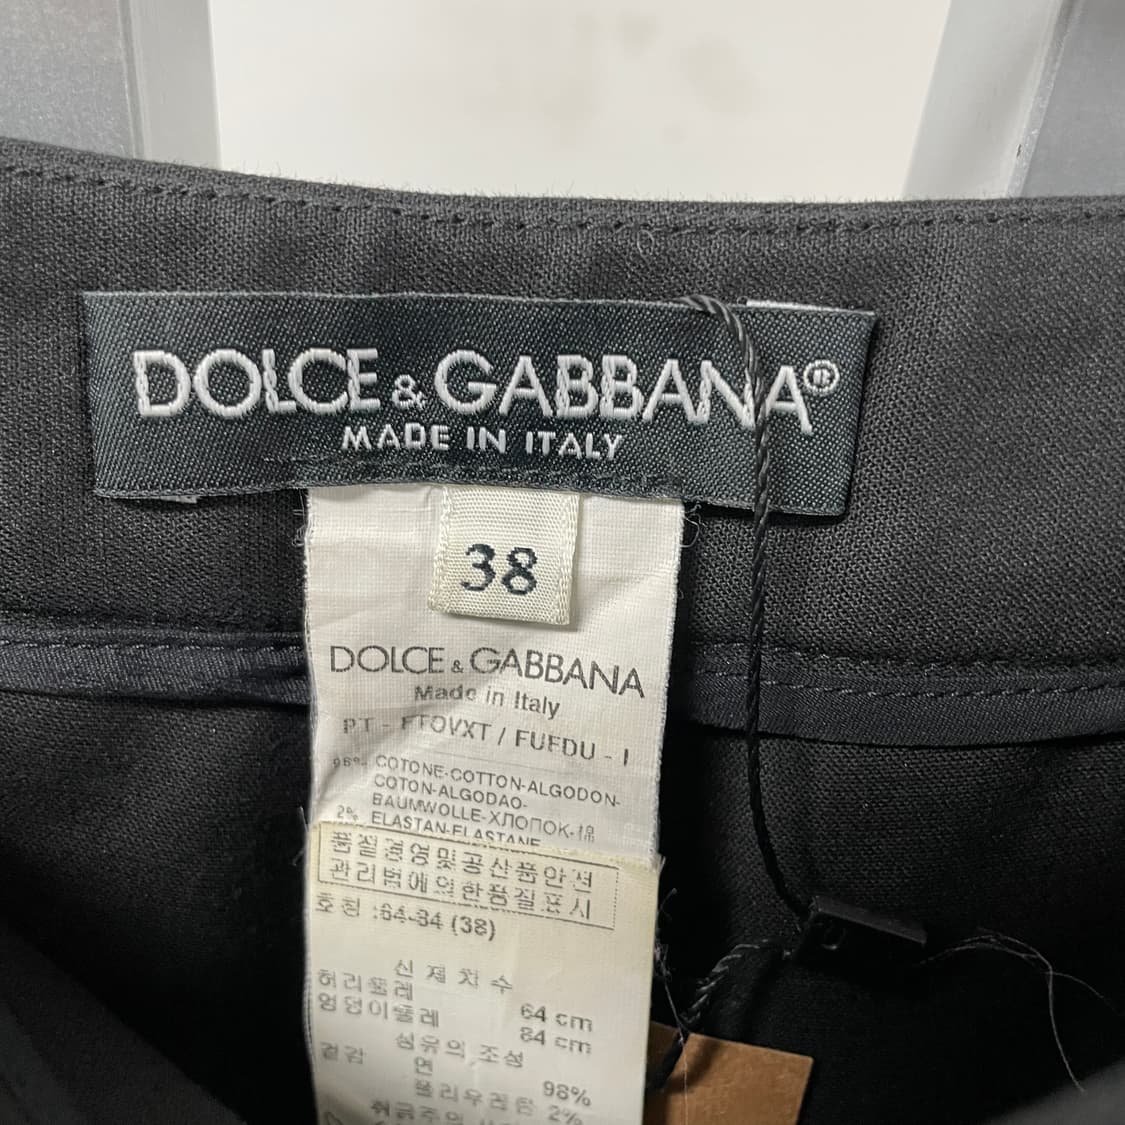 DOLCE & GABBANA®
MADE IN ITALY
38
DOLCE & GABBANA
Made in Italy
PT - FTOVXT / FUFDU - I
98% COTONE-COTTON-ALGODON-
COTON-ALGODAO-
BAUMWOLLE-ХЛОПОК-棉
2% ELASTAN-ELASTANE
품질경영및공산품안전
관리법에의한품질표시
호칭 :64-84 (38)
신체치수
허리둘레 64 cm
엉덩이둘레 84 cm
섬유의 조성
겉감 면 98%
폴리우레탄 2%